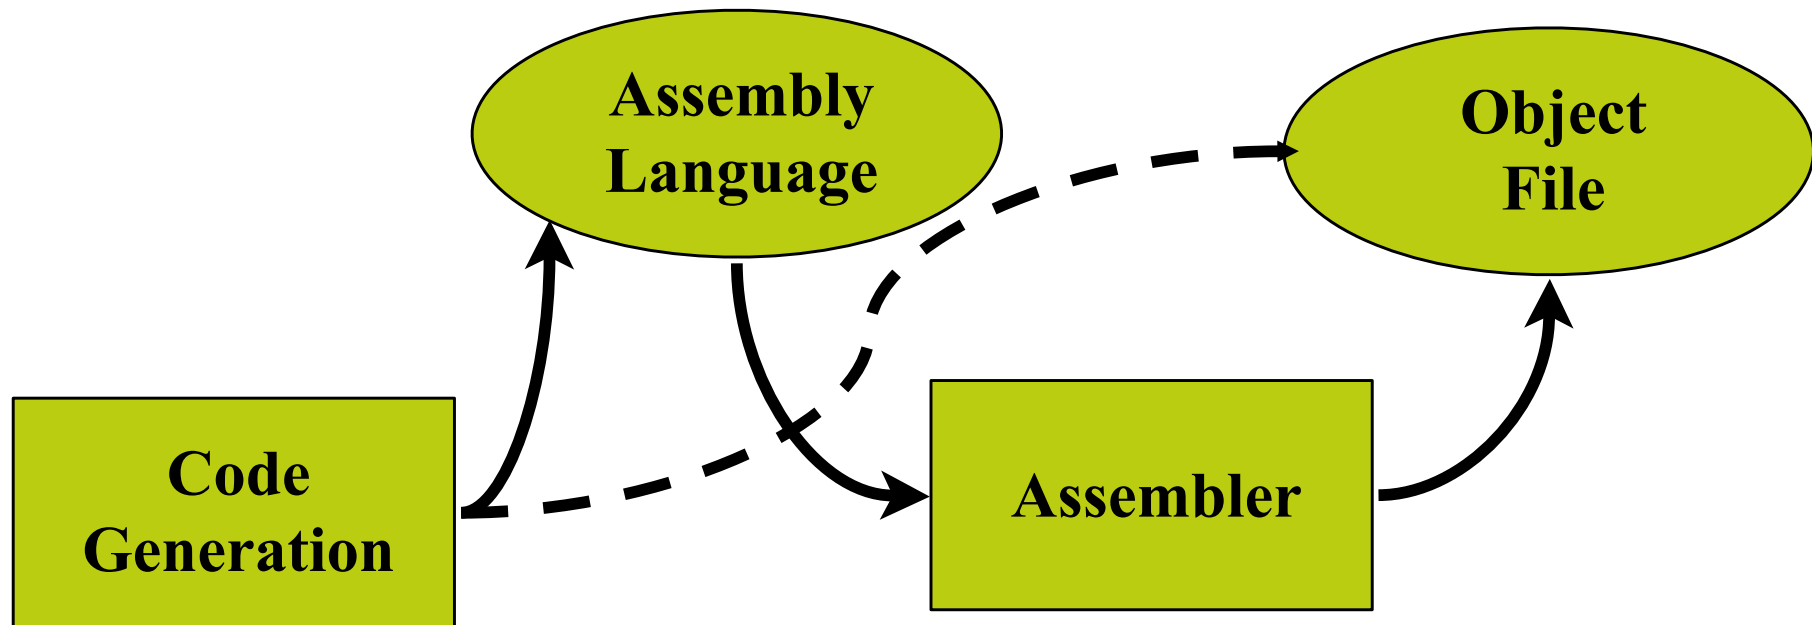 Assembly
Language
Object
File
Code
Generation
Assembler